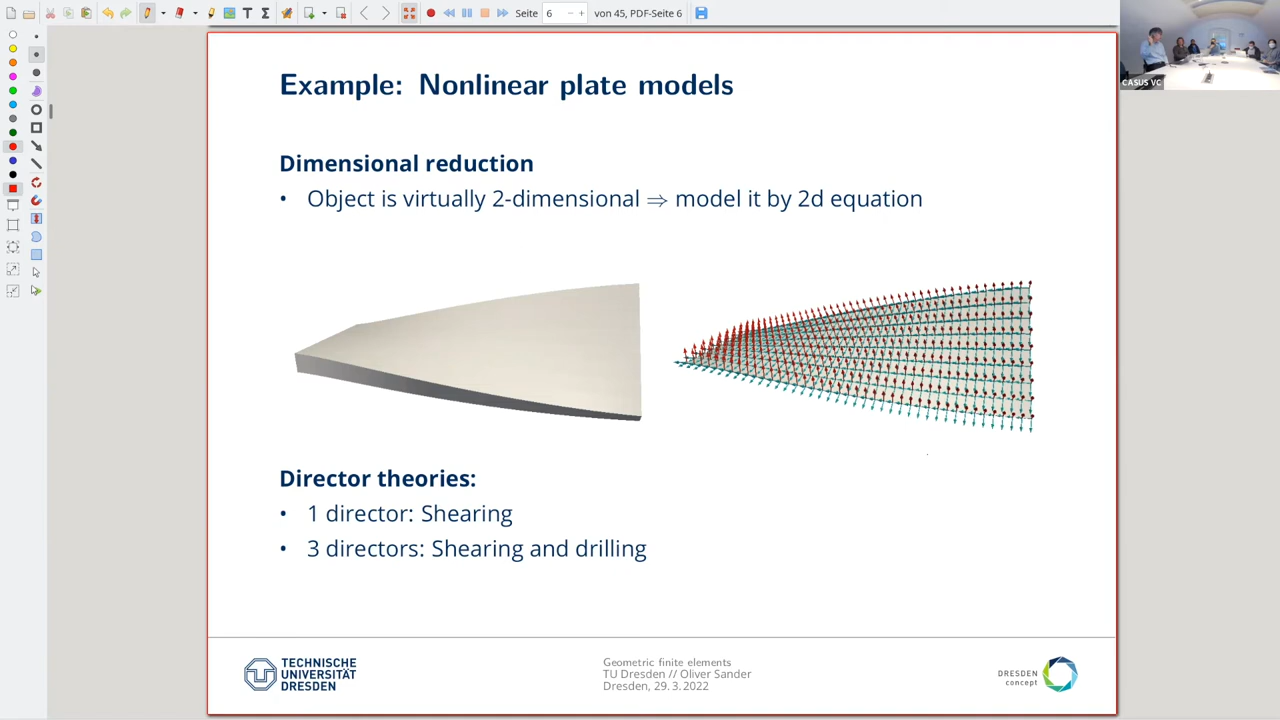 Seite 6 von 45, PDF-Seite 6
CASUS VC
Example: Nonlinear plate models
Dimensional reduction
• Object is virtually 2-dimensional ⇒ model it by 2d equation
Director theories:
• 1 director: Shearing
• 3 directors: Shearing and drilling
TECHNISCHE
UNIVERSITÄT
DRESDEN
Geometric finite elements
TU Dresden // Oliver Sander
Dresden, 29. 3. 2022
DRESDEN
concept